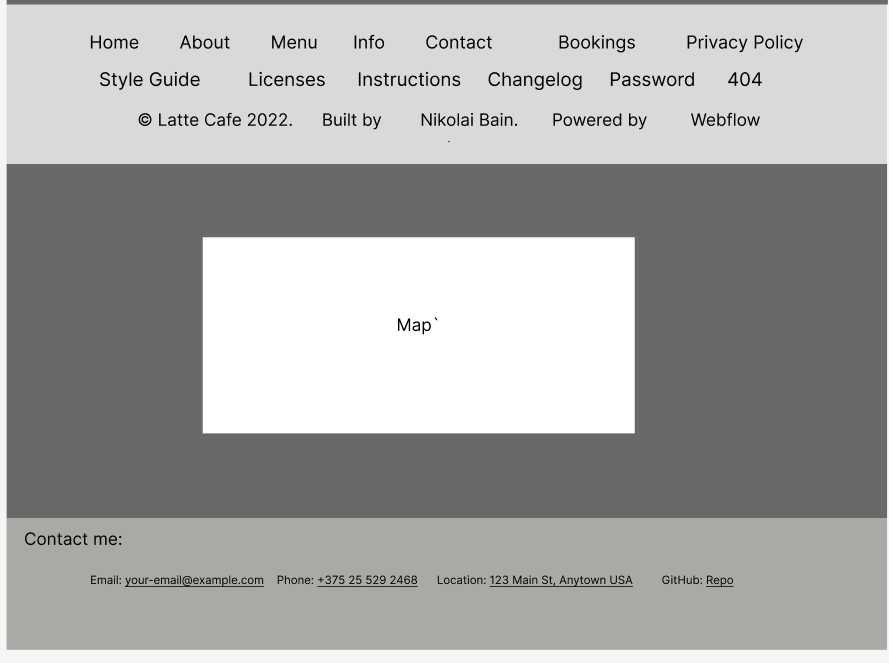 Home About Menu Info Contact Bookings Privacy Policy
Style Guide Licenses Instructions Changelog Password 404
© Latte Cafe 2022. Built by Nikolai Bain. Powered by Webflow
.
Map`
Contact me:
Email: your-email@example.com Phone: +375 25 529 2468 Location: 123 Main St, Anytown USA GitHub: Repo